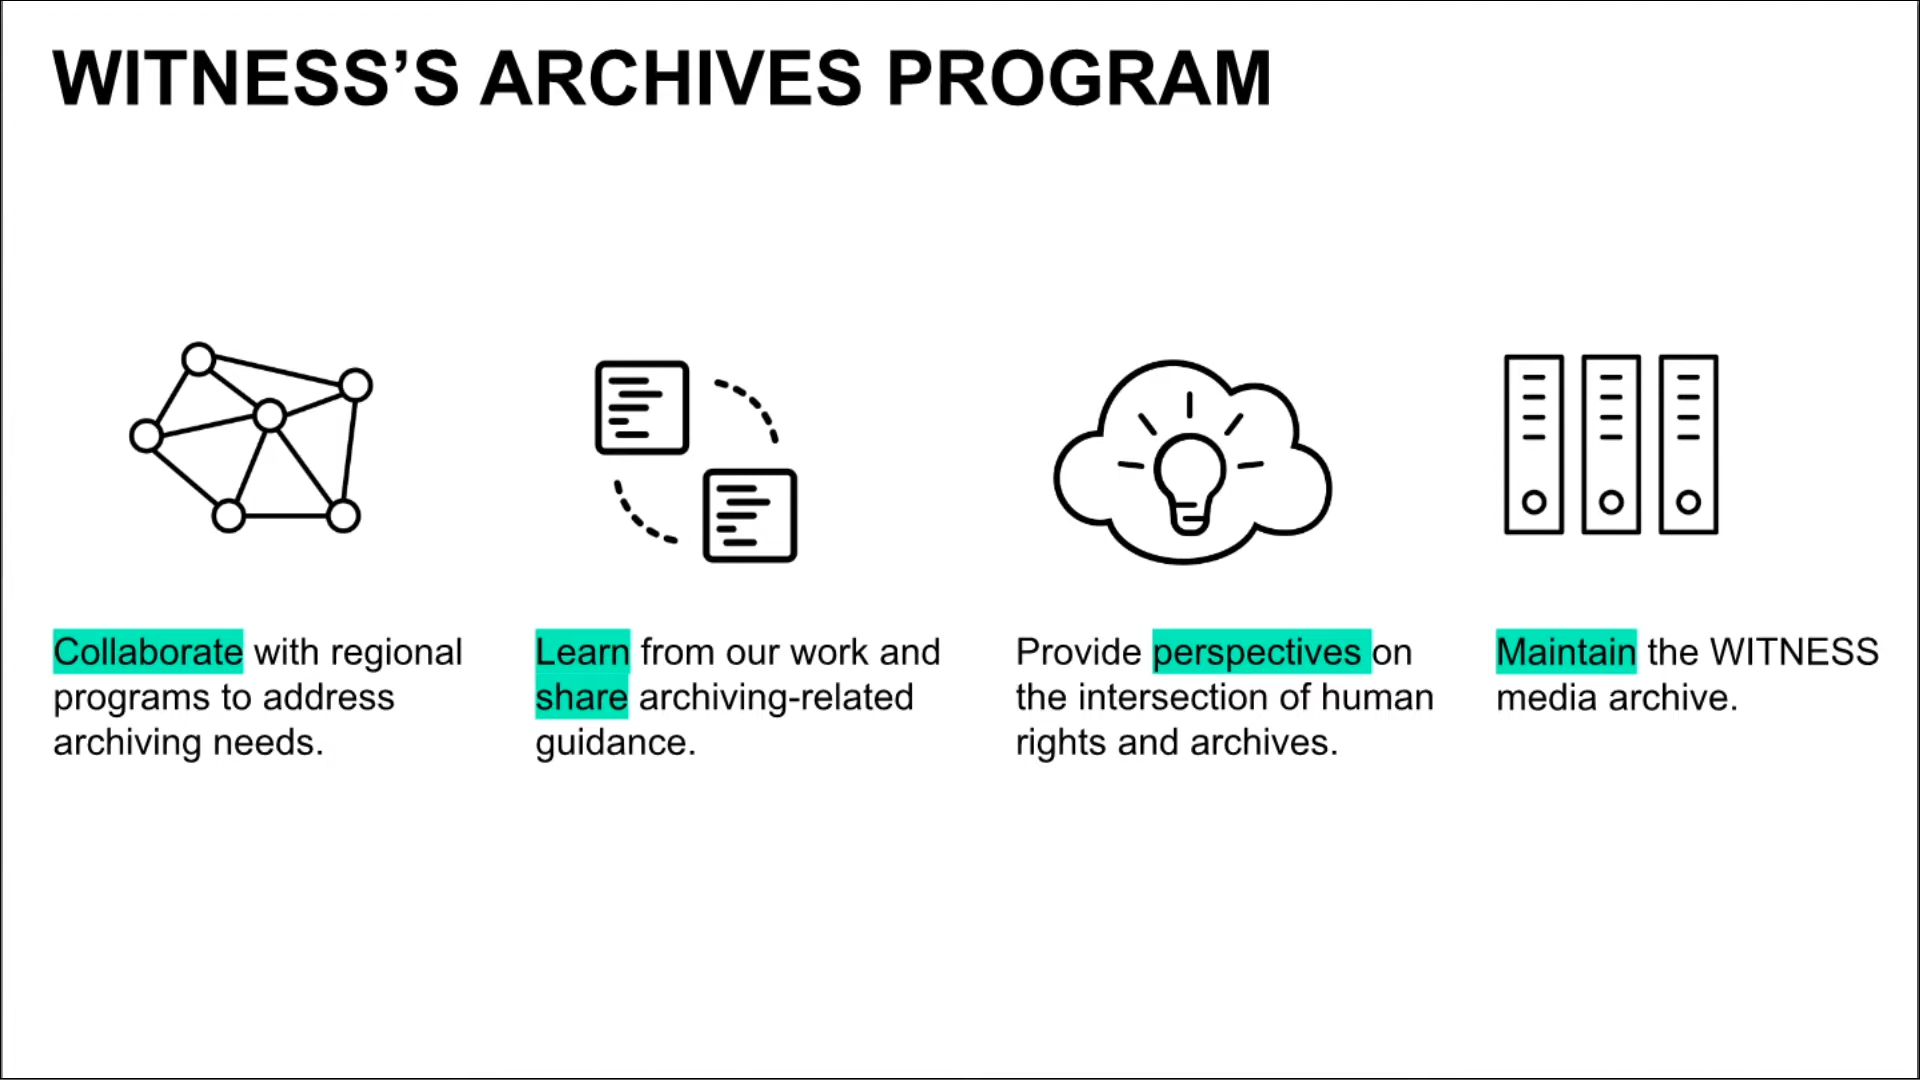 WITNESS’S ARCHIVES PROGRAM
Collaborate with regional
programs to address
archiving needs.
Learn from our work and
share archiving-related
guidance.
Provide perspectives on
the intersection of human
rights and archives.
Maintain the WITNESS
media archive.